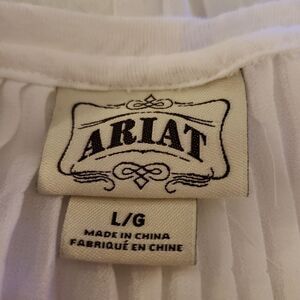 ARIAT
L/G
MADE IN CHINA
FABRIQUÉ EN CHINE